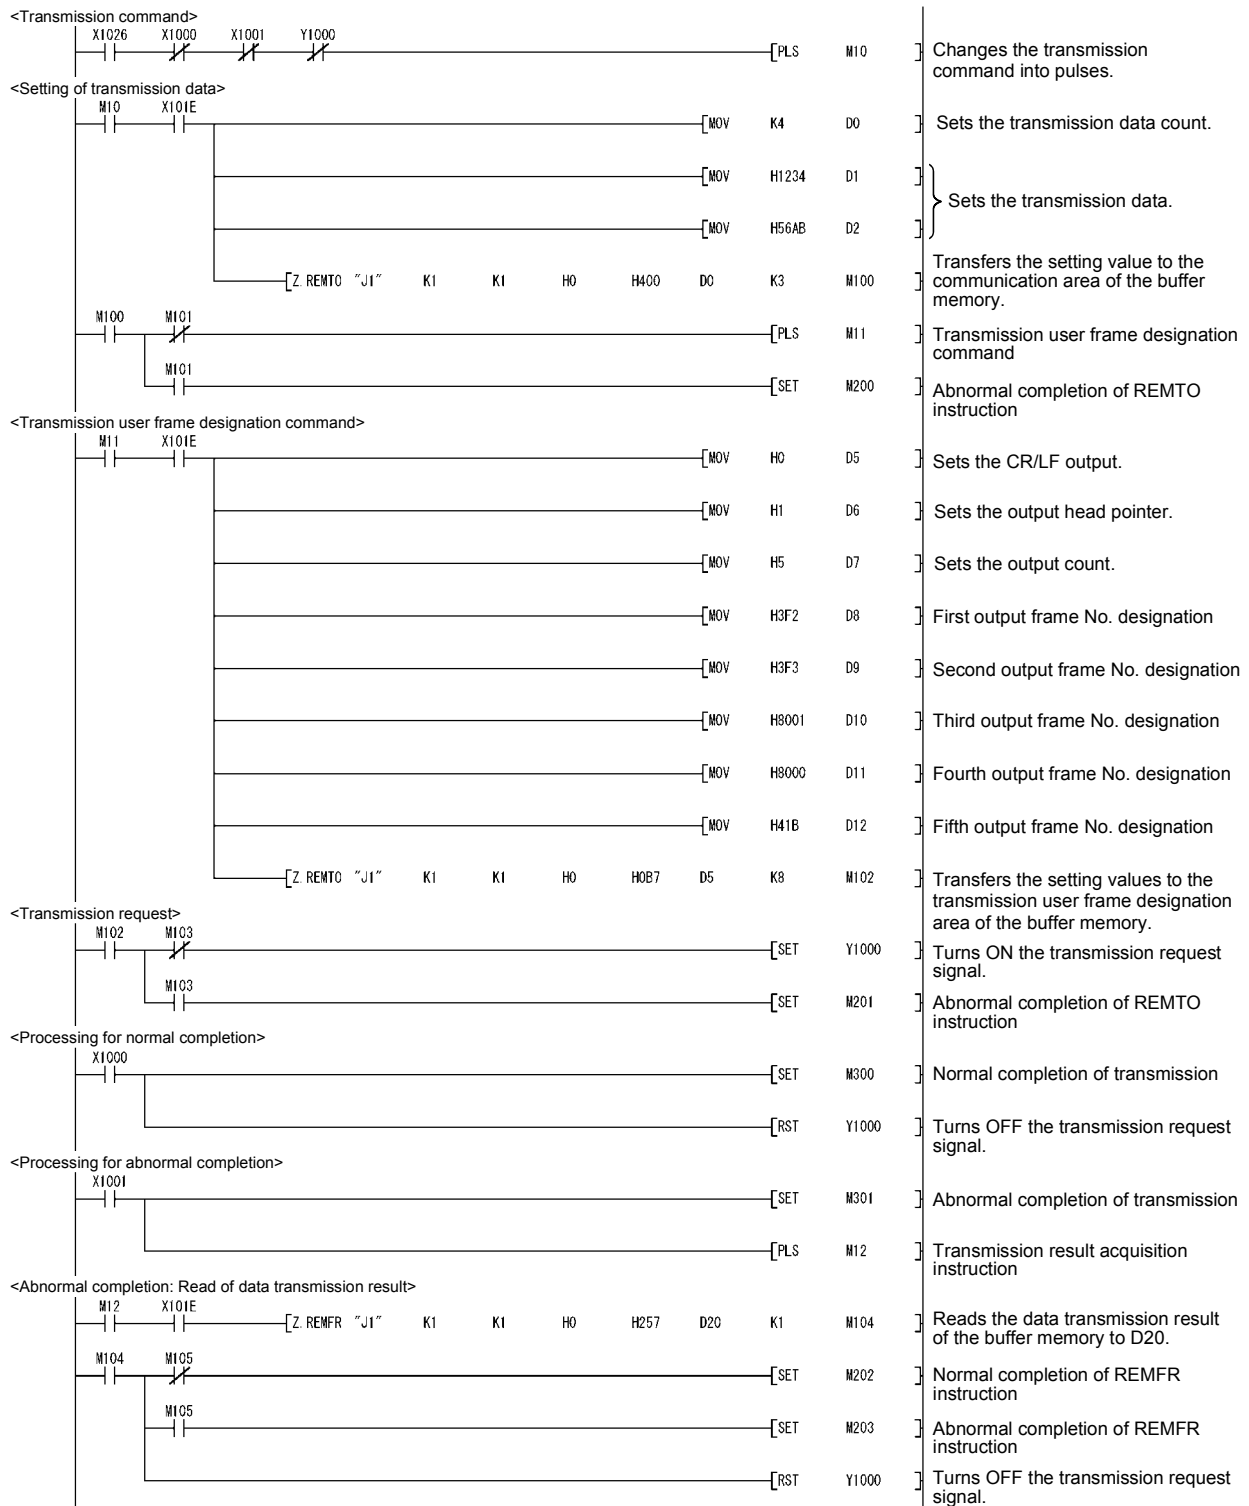 <Transmission command>
X1026 X1000 X1001 Y1000
PLS M10 Changes the transmission
command into pulses.
<Setting of transmission data>
M10 X101E
MOV K4 D0 Sets the transmission data count.
MOV H1234 D1
Sets the transmission data.
MOV H56AB D2
Z.REMTO "J1" K1 K1 H0 H400 D0 K3 M100 Transfers the setting value to the
communication area of the buffer
memory.
M100 M101
PLS M11 Transmission user frame designation
command
M101
SET M200 Abnormal completion of REMTO
instruction
<Transmission user frame designation command>
M11 X101E
MOV H0 D5 Sets the CR/LF output.
MOV H1 D6 Sets the output head pointer.
MOV H5 D7 Sets the output count.
MOV H3F2 D8 First output frame No. designation
MOV H3F3 D9 Second output frame No. designation
MOV H8001 D10 Third output frame No. designation
MOV H8000 D11 Fourth output frame No. designation
MOV H41B D12 Fifth output frame No. designation
Z.REMTO "J1" K1 K1 H0 H0B7 D5 K8 M102 Transfers the setting values to the
transmission user frame designation
area of the buffer memory.
<Transmission request>
M102 M103
SET Y1000 Turns ON the transmission request
signal.
M103
SET M201 Abnormal completion of REMTO
instruction
<Processing for normal completion>
X1000
SET M300 Normal completion of transmission
RST Y1000 Turns OFF the transmission request
signal.
<Processing for abnormal completion>
X1001
SET M301 Abnormal completion of transmission
PLS M12 Transmission result acquisition
instruction
<Abnormal completion: Read of data transmission result>
M12 X101E
Z.REMFR "J1" K1 K1 H0 H257 D20 K1 M104 Reads the data transmission result
of the buffer memory to D20.
M104 M105
SET M202 Normal completion of REMFR
instruction
M105
SET M203 Abnormal completion of REMFR
instruction
RST Y1000 Turns OFF the transmission request
signal.